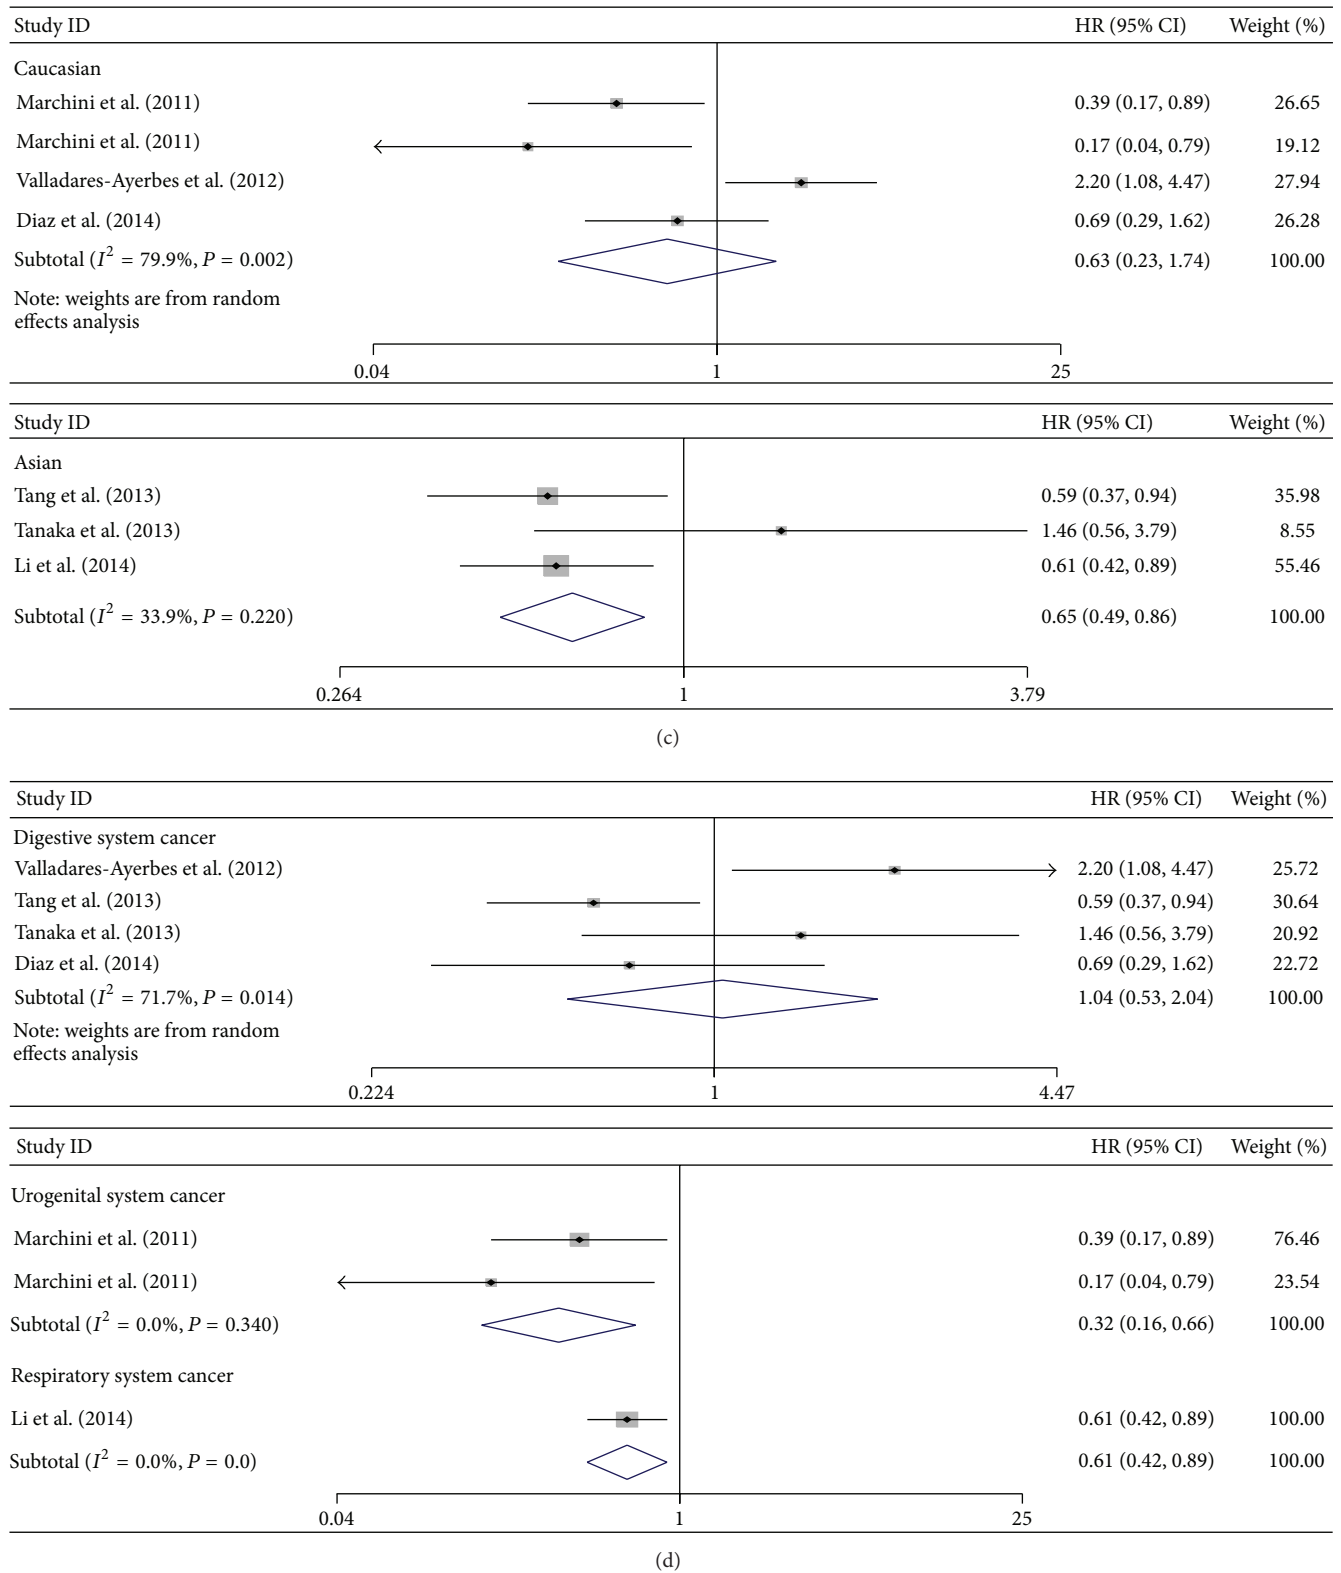 Study ID HR (95% CI) Weight (%)
Caucasian
Marchini et al. (2011) 0.39 (0.17, 0.89) 26.65
Marchini et al. (2011) 0.17 (0.04, 0.79) 19.12
Valladares-Ayerbes et al. (2012) 2.20 (1.08, 4.47) 27.94
Diaz et al. (2014) 0.69 (0.29, 1.62) 26.28
Subtotal (I² = 79.9%, P = 0.002) 0.63 (0.23, 1.74) 100.00
Note: weights are from random
effects analysis
0.04 1 25
Study ID HR (95% CI) Weight (%)
Asian
Tang et al. (2013) 0.59 (0.37, 0.94) 35.98
Tanaka et al. (2013) 1.46 (0.56, 3.79) 8.55
Li et al. (2014) 0.61 (0.42, 0.89) 55.46
Subtotal (I² = 33.9%, P = 0.220) 0.65 (0.49, 0.86) 100.00
0.264 1 3.79
(c)
Study ID HR (95% CI) Weight (%)
Digestive system cancer
Valladares-Ayerbes et al. (2012) 2.20 (1.08, 4.47) 25.72
Tang et al. (2013) 0.59 (0.37, 0.94) 30.64
Tanaka et al. (2013) 1.46 (0.56, 3.79) 20.92
Diaz et al. (2014) 0.69 (0.29, 1.62) 22.72
Subtotal (I² = 71.7%, P = 0.014) 1.04 (0.53, 2.04) 100.00
Note: weights are from random
effects analysis
0.224 1 4.47
Study ID HR (95% CI) Weight (%)
Urogenital system cancer
Marchini et al. (2011) 0.39 (0.17, 0.89) 76.46
Marchini et al. (2011) 0.17 (0.04, 0.79) 23.54
Subtotal (I² = 0.0%, P = 0.340) 0.32 (0.16, 0.66) 100.00
Respiratory system cancer
Li et al. (2014) 0.61 (0.42, 0.89) 100.00
Subtotal (I² = 0.0%, P = 0.0) 0.61 (0.42, 0.89) 100.00
0.04 1 25
(d)